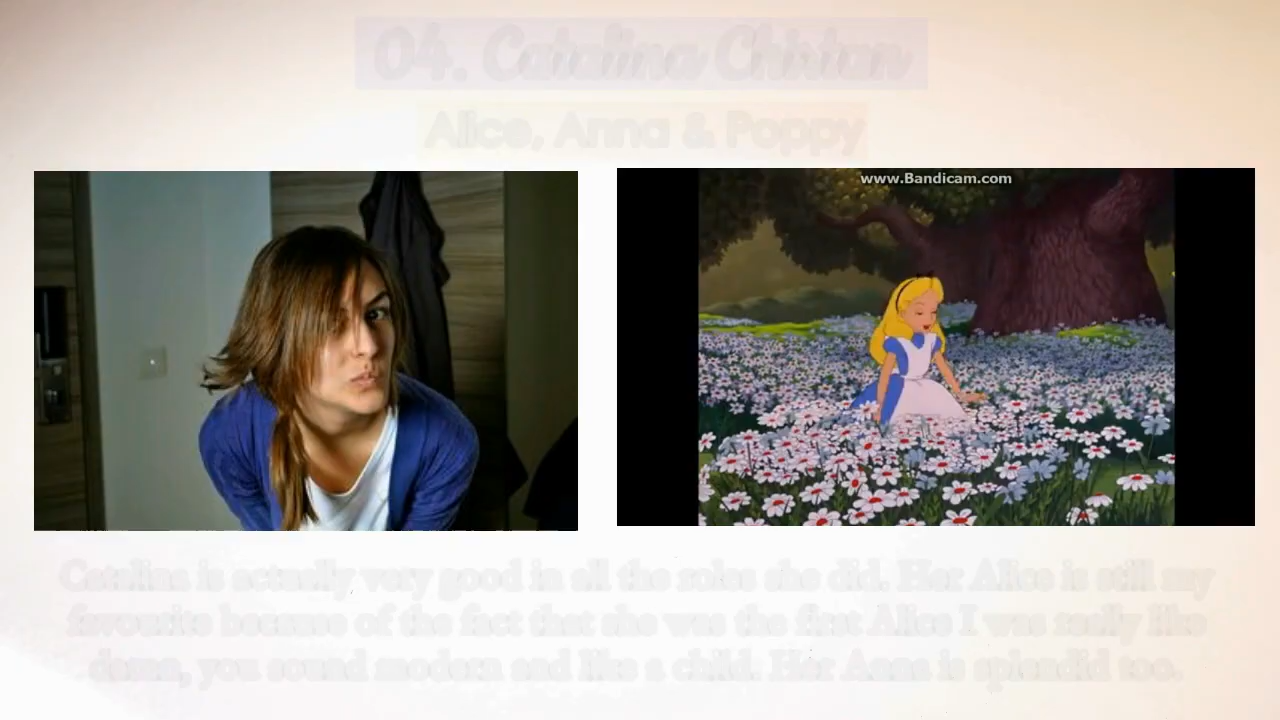 04. Catalina Chirtan
Alice, Anna & Poppy
www.Bandicam.com
Catalina is actually very good in all the roles she did. Her Alice is still my
favourite because of the fact that she was the first Alice I was really like
damn, you sound modern and like a child. Her Anna is splendid too.